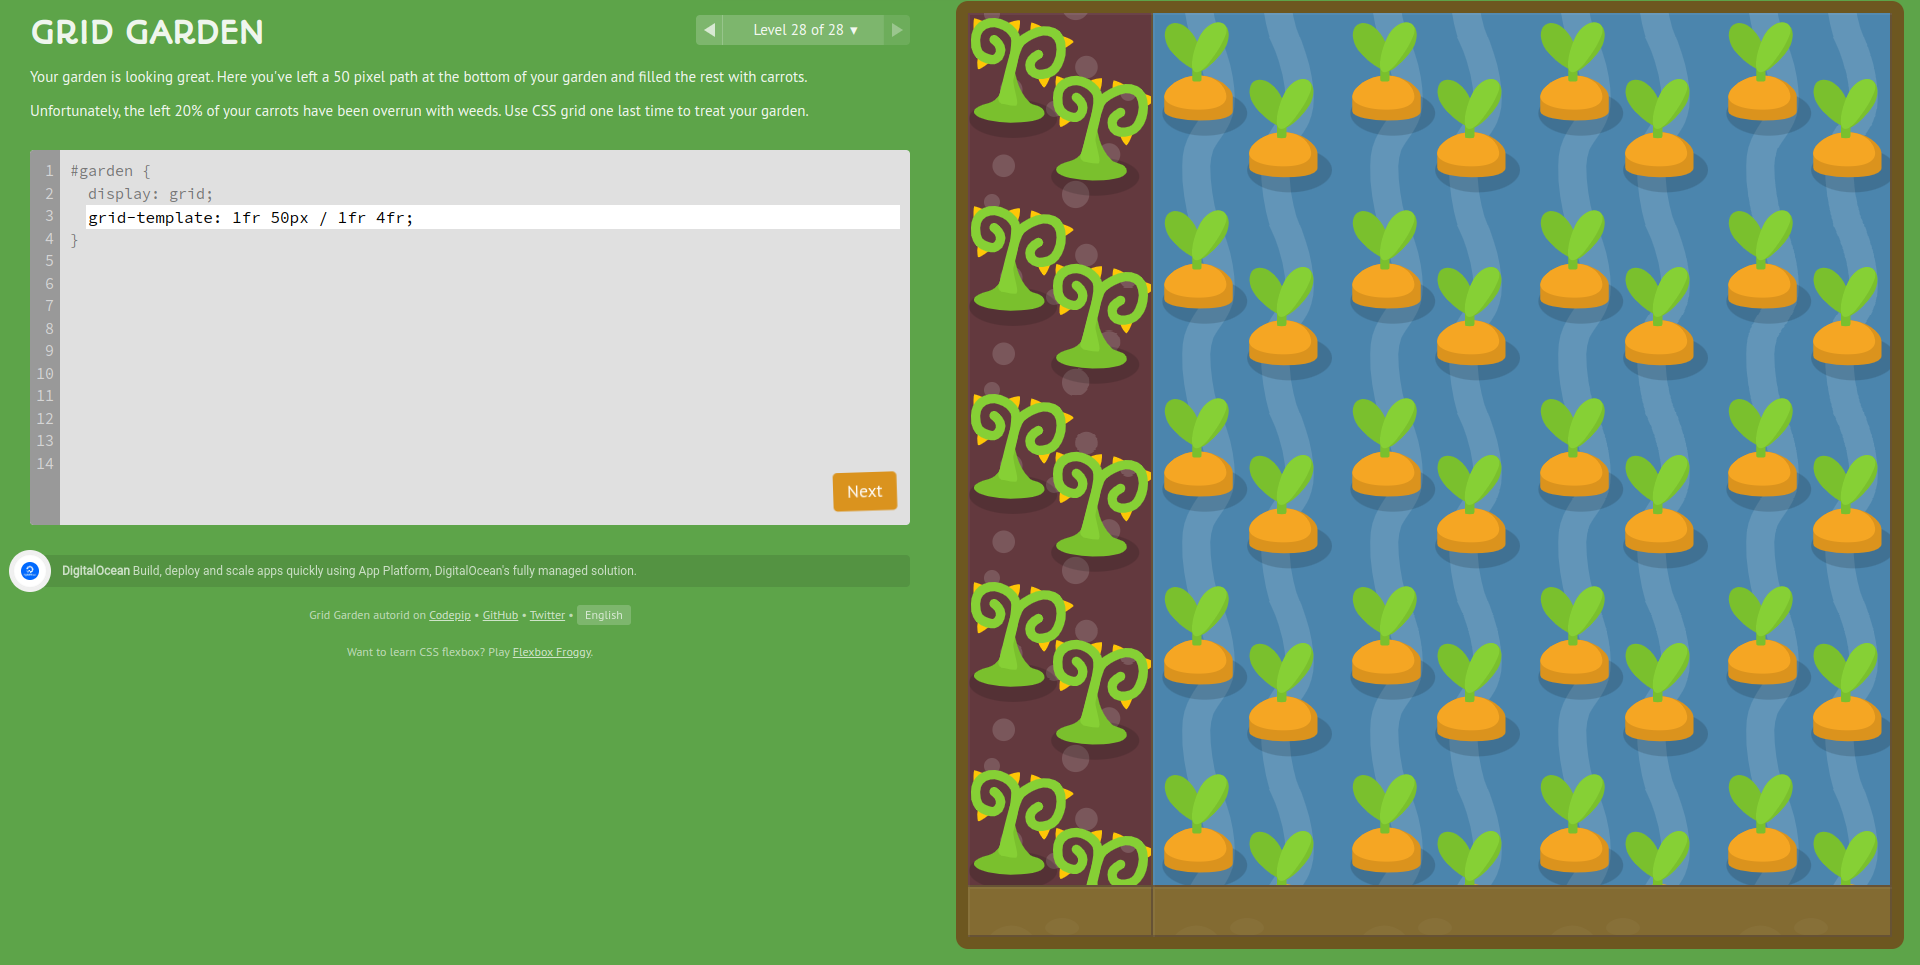 GRID GARDEN
◀ Level 28 of 28 ▾ ▶
Your garden is looking great. Here you've left a 50 pixel path at the bottom of your garden and filled the rest with carrots.
Unfortunately, the left 20% of your carrots have been overrun with weeds. Use CSS grid one last time to treat your garden.
1 #garden {
2 display: grid;
3 grid-template: 1fr 50px / 1fr 4fr;
4 }
5
6
7
8
9
10
11
12
13
14
Next
DigitalOcean Build, deploy and scale apps quickly using App Platform, DigitalOcean's fully managed solution.
Grid Garden autorid on Codepip • GitHub • Twitter • English
Want to learn CSS flexbox? Play Flexbox Froggy.